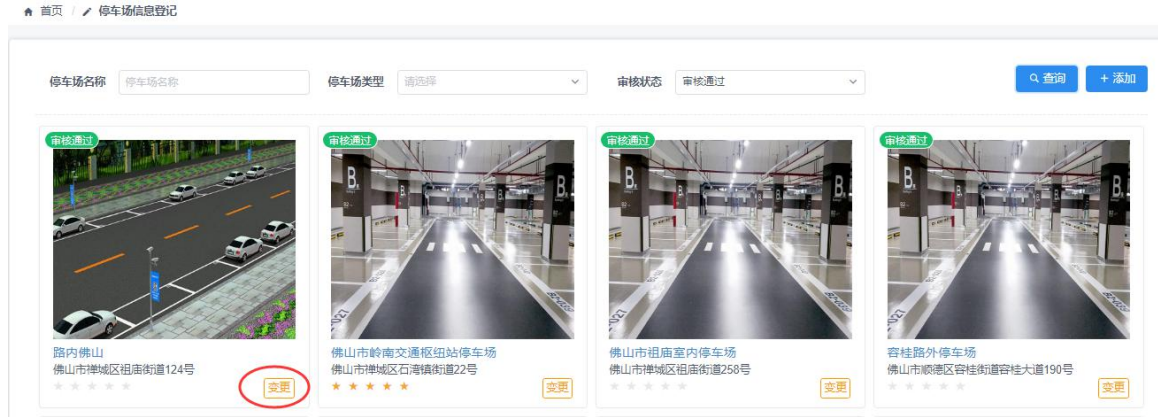 首页 / 停车场信息登记
停车场名称 停车场名称 停车场类型 请选择 审核状态 审核通过 查询 + 添加
审核通过 审核通过 审核通过 审核通过
B B B B
路内佛山 佛山市岭南交通枢纽站停车场 佛山市祖庙室内停车场 容桂路外停车场
佛山市禅城区祖庙街道124号 佛山市禅城区石湾镇街道22号 佛山市禅城区祖庙街道258号 佛山市顺德区容桂街道容桂大道190号
变更 变更 变更 变更